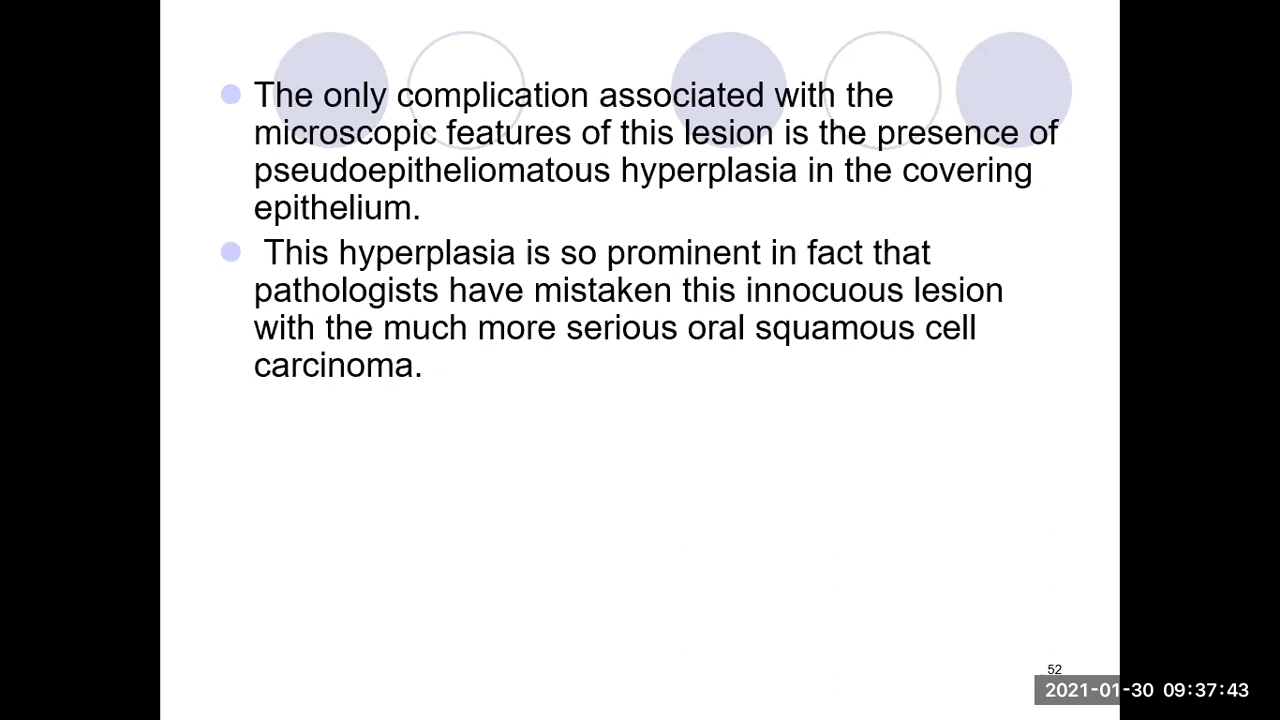 The only complication associated with the
microscopic features of this lesion is the presence of
pseudoepitheliomatous hyperplasia in the covering
epithelium.
This hyperplasia is so prominent in fact that
pathologists have mistaken this innocuous lesion
with the much more serious oral squamous cell
carcinoma.
52
2021-01-30 09:37:43